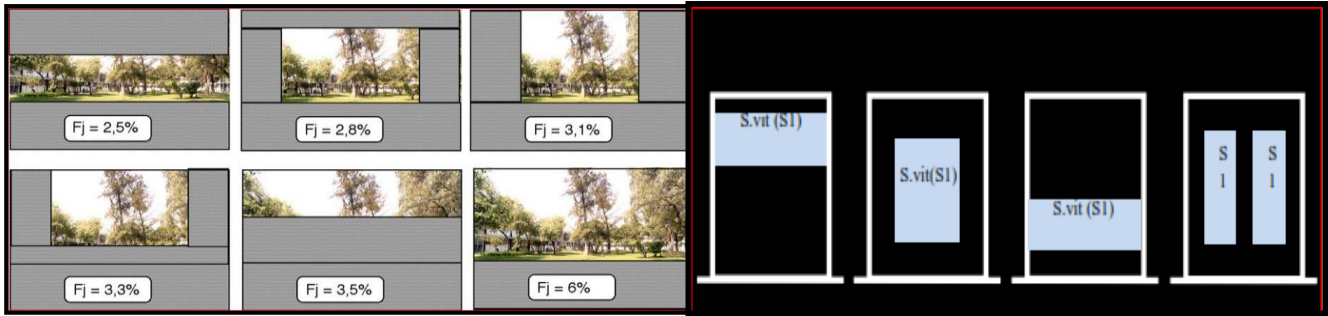 Fj = 2,5%
Fj = 2,8%
Fj = 3,1%
Fj = 3,3%
Fj = 3,5%
Fj = 6%
S.vit (S1)
S.vit(S1)
S.vit (S1)
S
1
S
1